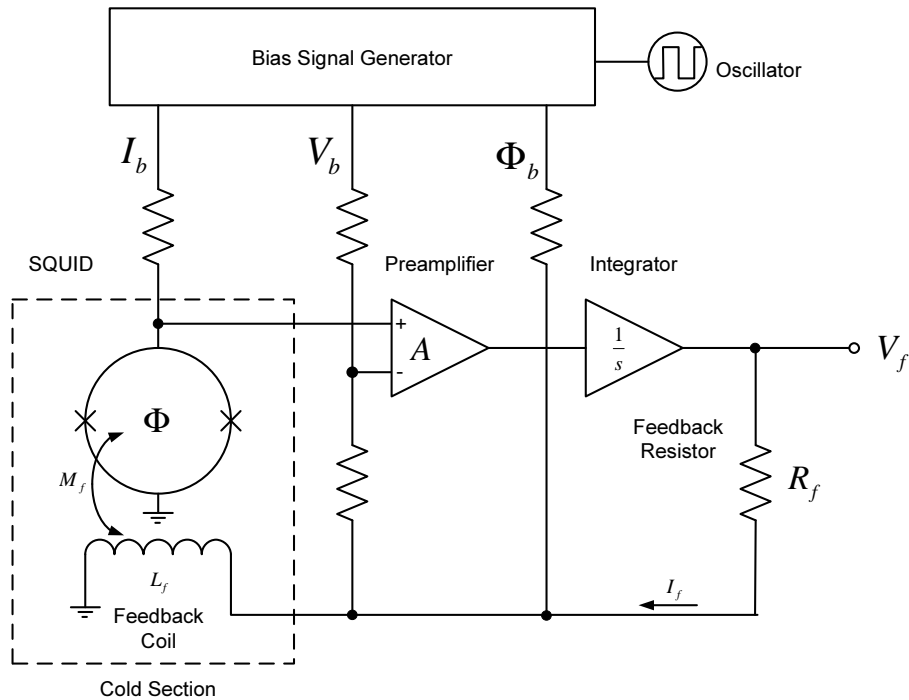 Bias Signal Generator
Oscillator
I_b
V_b
Φ_b
SQUID
Preamplifier
Integrator
+
A
-
1/s
V_f
Φ
Feedback
Resistor
M_f
R_f
L_f
I_f
Feedback
Coil
Cold Section